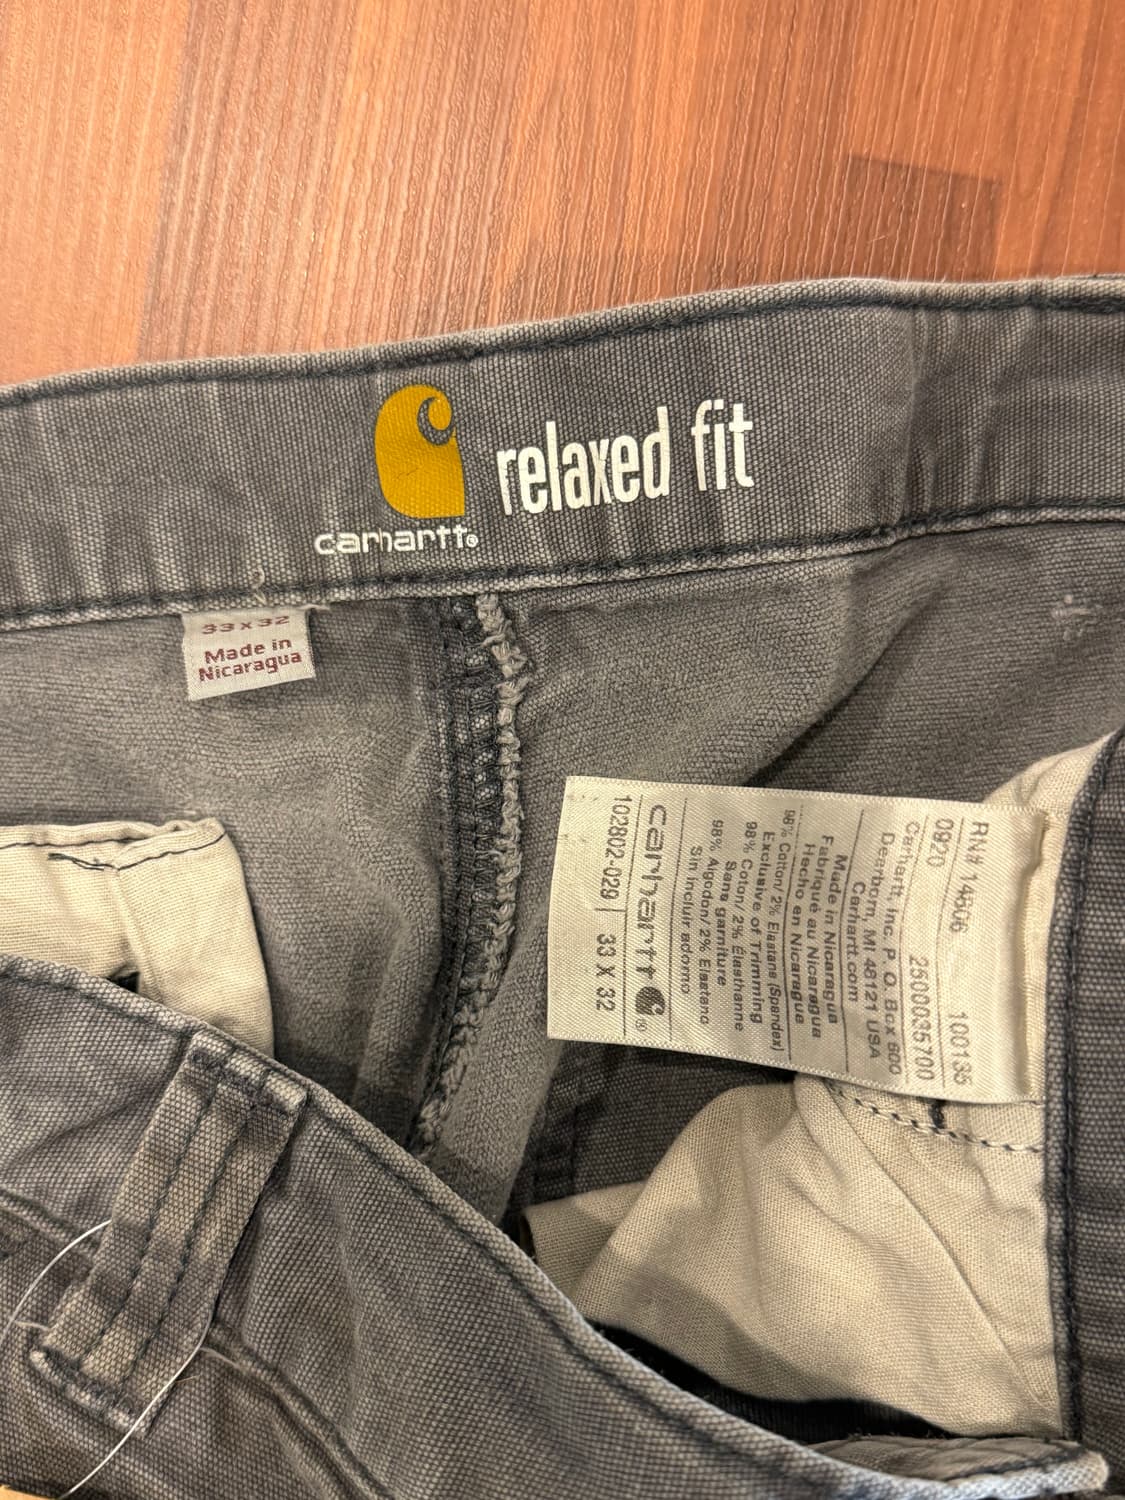 carhartt®
relaxed fit
33 x 32
Made in
Nicaragua
102802-029 33 X 32
carhartt ®
98% Cotton/ 2% Elastane (Spandex)
Exclusive of Trimming
98% Coton/ 2% Élasthanne
Sans garniture
98% Algodon/ 2% Elastano
Sin incluir adorno
Made in Nicaragua
Fabriqué au Nicaragua
Hecho en Nicaragua
Carhartt, Inc. P. O. Box 600
Dearborn, MI 48121 USA
Carhartt.com
RN# 14806 100135
0920 2500035700